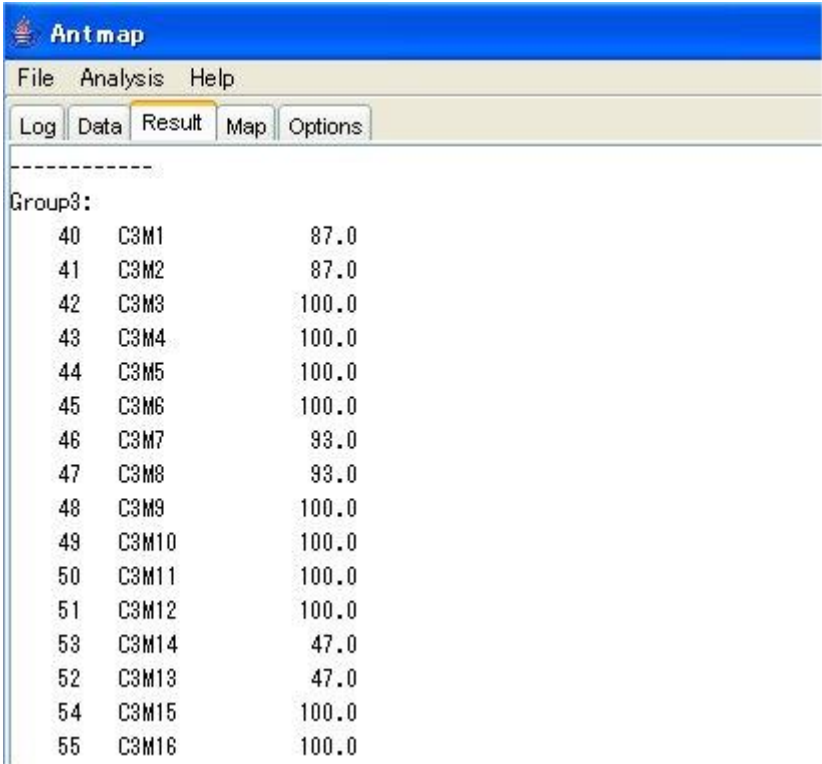 Antmap
File Analysis Help
Log Data Result Map Options
------------
Group3:
40 C3M1 87.0
41 C3M2 87.0
42 C3M3 100.0
43 C3M4 100.0
44 C3M5 100.0
45 C3M6 100.0
46 C3M7 93.0
47 C3M8 93.0
48 C3M9 100.0
49 C3M10 100.0
50 C3M11 100.0
51 C3M12 100.0
53 C3M14 47.0
52 C3M13 47.0
54 C3M15 100.0
55 C3M16 100.0